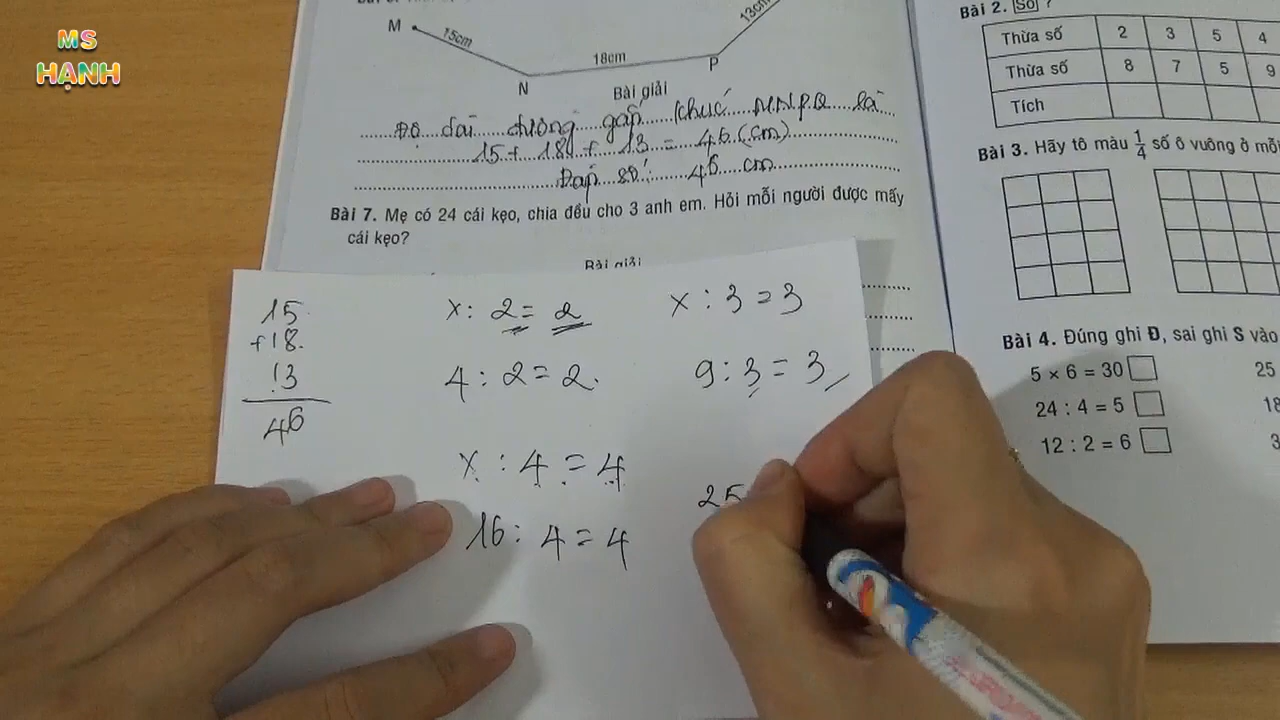 MS
HẠNH
M
15cm
13cm
18cm
N
P
Bài giải
Độ dài đường gấp khúc MNPQ là
15 + 18 + 13 = 46 (cm)
Đáp số: 46 cm
Bài 7. Mẹ có 24 cái kẹo, chia đều cho 3 anh em. Hỏi mỗi người được mấy
cái kẹo?
Bài giải
15
+18
13
46
x : 2 = 2
4 : 2 = 2
x : 3 = 3
9 : 3 = 3
x : 4 = 4
16 : 4 = 4
25
Bài 2. Số ?
Thừa số 2 3 5 4
Thừa số 8 7 5 9
Tích
Bài 3. Hãy tô màu 1/4 số ô vuông ở mỗi
Bài 4. Đúng ghi Đ, sai ghi S vào
5 × 6 = 30
25
24 : 4 = 5
18
12 : 2 = 6
3